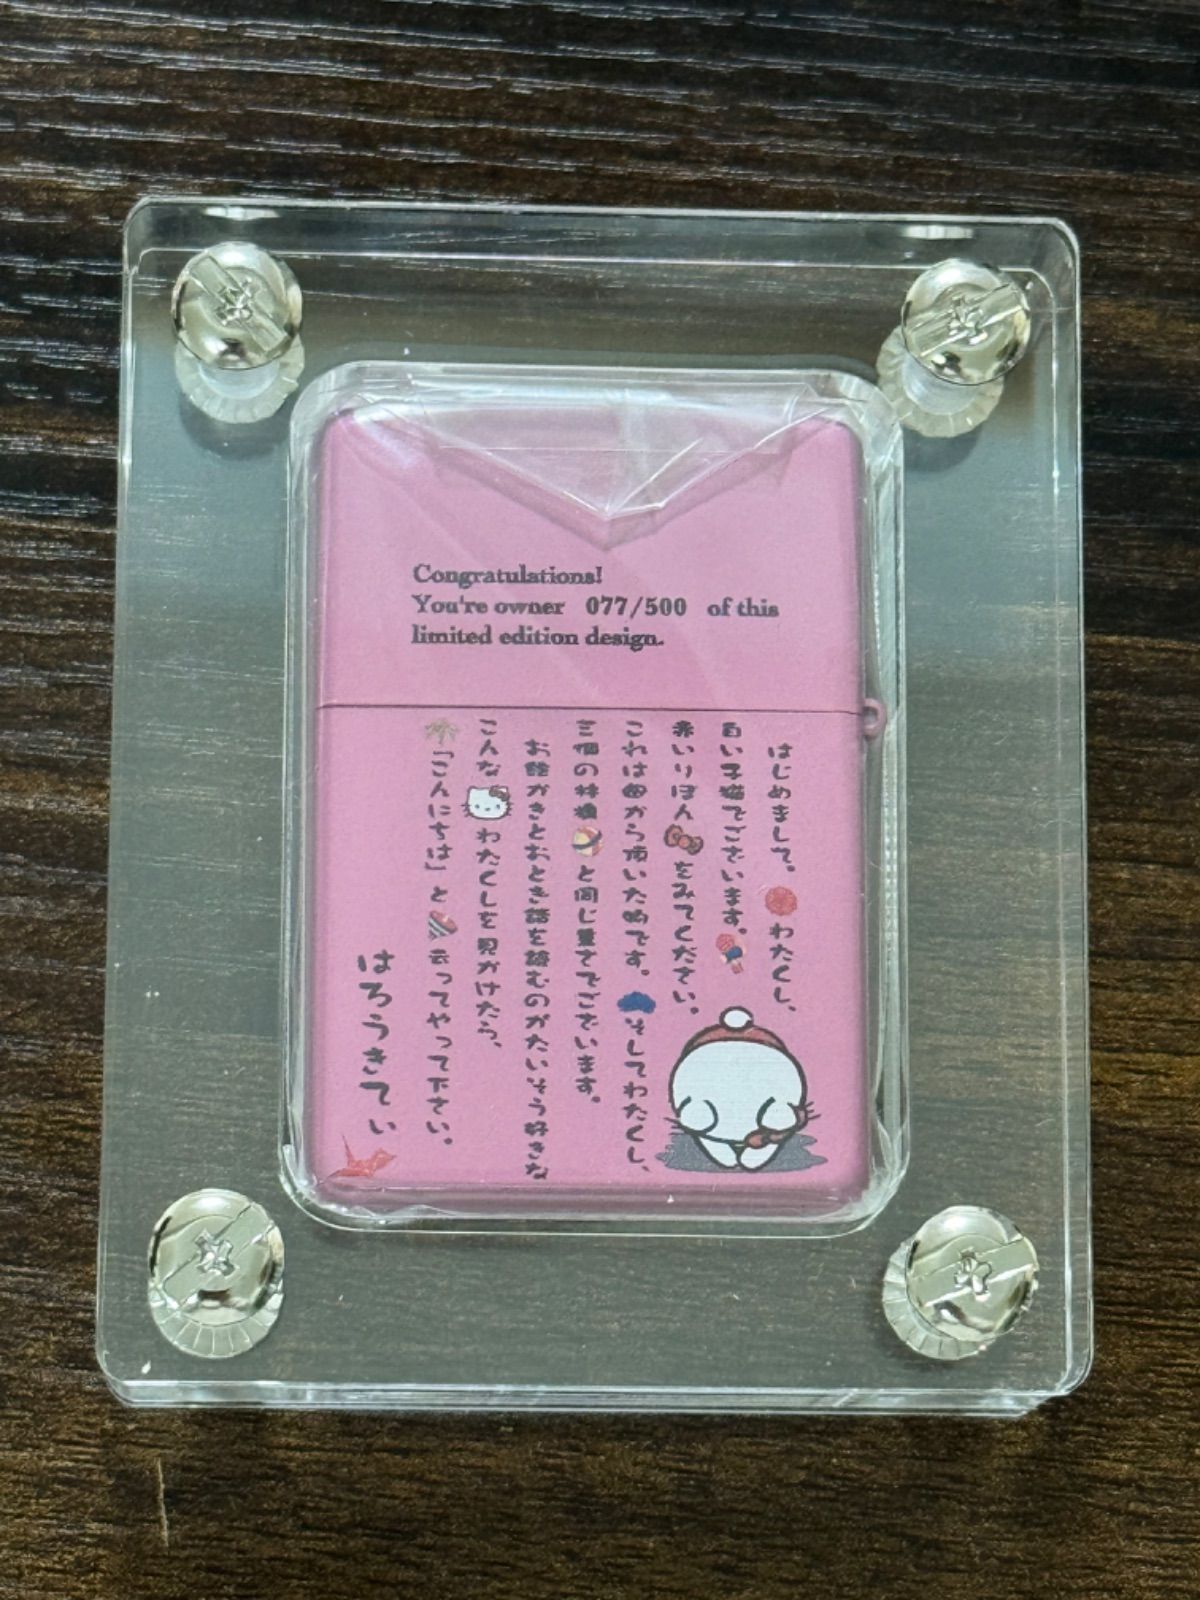 Congratulations!
You're owner 077/500 of this
limited edition design.
はじめまして。わたくし、
白い子猫でございます。
赤いりぼんをみてください。
これは母から頂いた物です。そしてわたくし、
三個の林檎と同じ重さでございます。
お絵かきとおとき話を読むのがたいそう好きな
こんなわたくしを見かけたら、
「こんにちは」と云ってやって下さい。
はろうきてぃ